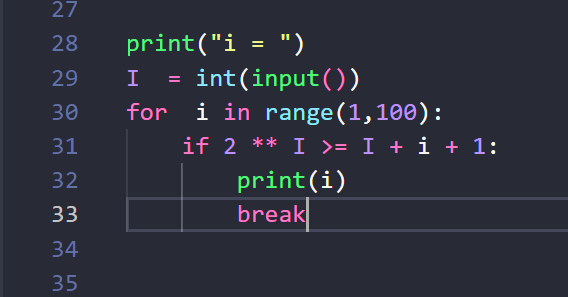 27
28 print("i = ")
29 I  = int(input())
30 for  i in range(1,100):
31     if 2 ** I >= I + i + 1:
32         print(i)
33         break
34
35